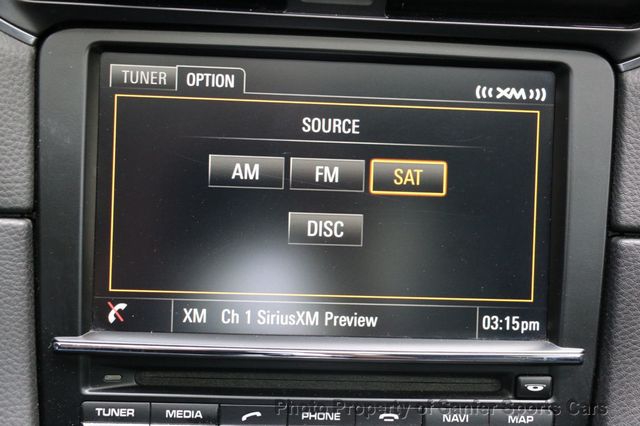 TUNER OPTION
XM
SOURCE
AM FM SAT
DISC
XM Ch 1 SiriusXM Preview 03:15pm
TUNER MEDIA PHONE NAVI MAP
Photo Property of Sanfer Sports Cars